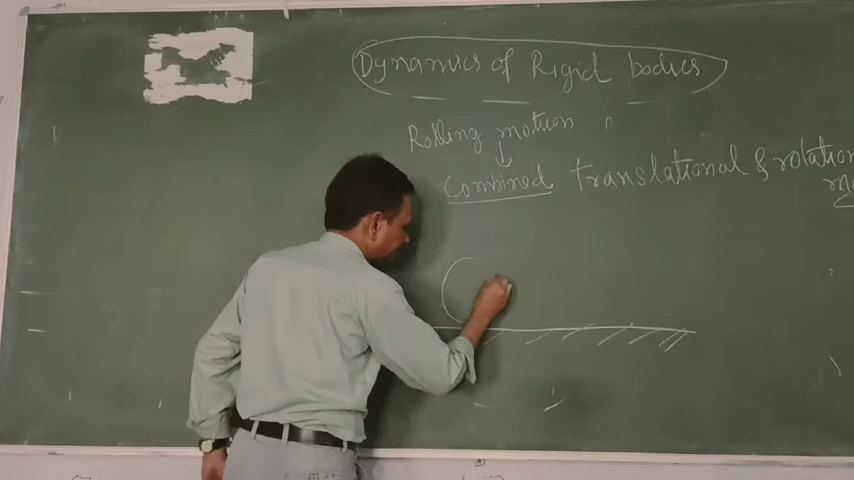 Dynamics of Rigid bodies
Rolling motion
Combined translational & rotation